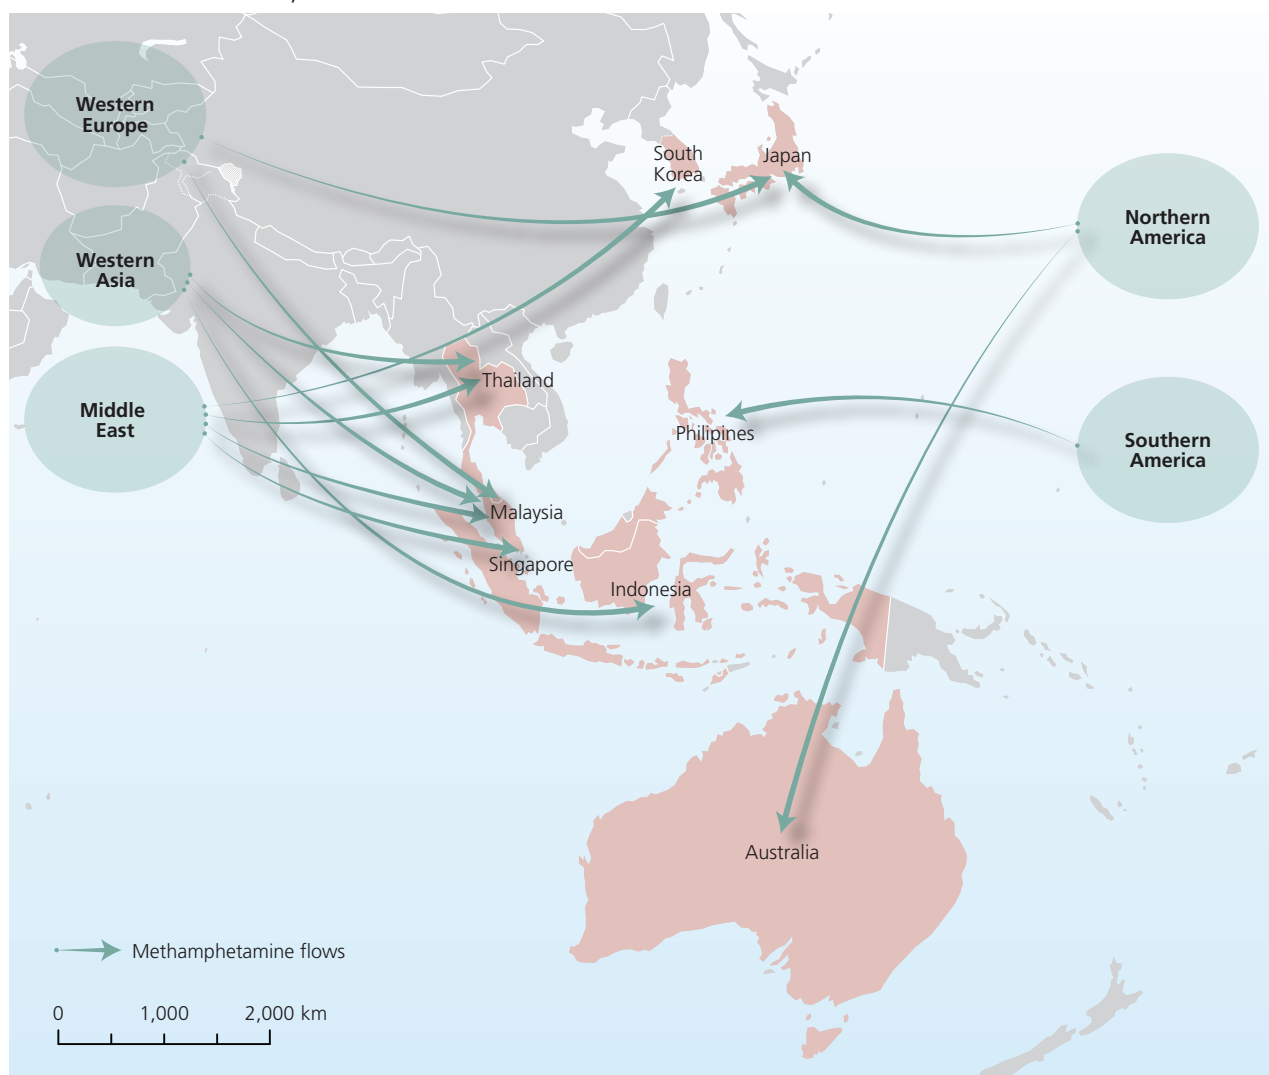 Western
Europe
South
Korea
Japan
Northern
America
Western
Asia
Thailand
Middle
East
Philipines
Southern
America
Malaysia
Singapore
Indonesia
Australia
Methamphetamine flows
0 1,000 2,000 km